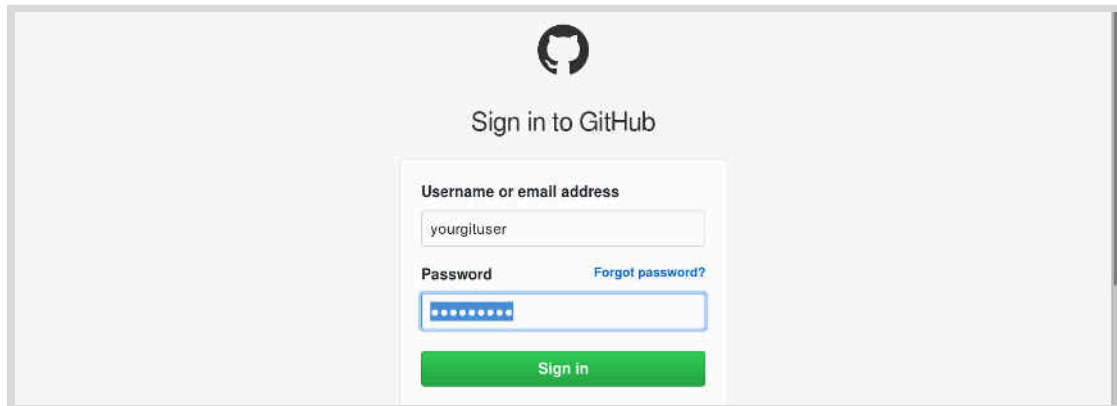 Sign in to GitHub
Username or email address
yourgituser
Password Forgot password?
•••••••••
Sign in